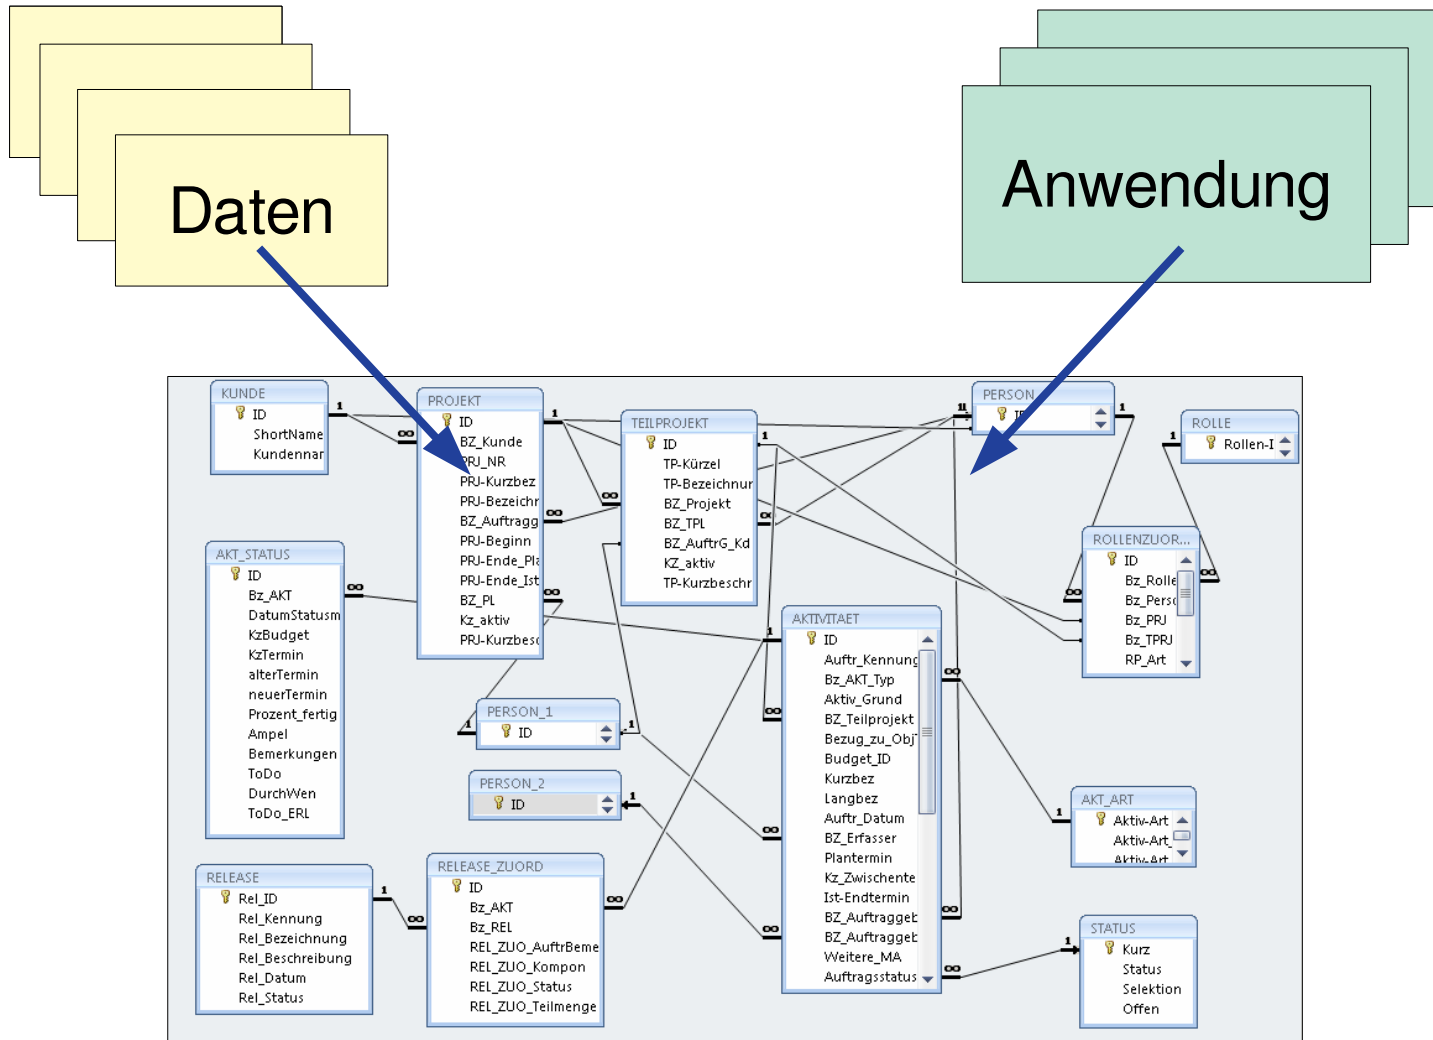 Daten
Anwendung
KUNDE
ID
ShortName
Kundennar
PROJEKT
ID
BZ_Kunde
PRJ_NR
PRJ-Kurzbez
PRJ-Bezeichr
BZ_Auftragg
PRJ-Beginn
PRJ-Ende_Pla
PRJ-Ende_Ist
BZ_PL
Kz_aktiv
PRJ-Kurzbesc
TEILPROJEKT
ID
TP-Kürzel
TP-Bezeichnur
BZ_Projekt
BZ_TPL
BZ_AuftrG_Kd
KZ_aktiv
TP-Kurzbeschr
PERSON
ROLLE
Rollen-I
ROLLENZUOR...
ID
Bz_Rolle
Bz_Perso
Bz_PRJ
Bz_TPRJ
RP_Art
AKT_STATUS
ID
Bz_AKT
DatumStatusm
KzBudget
KzTermin
alterTermin
neuerTermin
Prozent_fertig
Ampel
Bemerkungen
ToDo
DurchWen
ToDo_ERL
AKTIVITAET
ID
Auftr_Kennung
Bz_AKT_Typ
Aktiv_Grund
BZ_Teilprojekt
Bezug_zu_Obj
Budget_ID
Kurzbez
Langbez
Auftr_Datum
BZ_Erfasser
Plantermin
Kz_Zwischente
Ist-Endtermin
BZ_Auftraggeb
BZ_Auftraggeb
Weitere_MA
Auftragsstatus
PERSON_1
ID
PERSON_2
ID
AKT_ART
Aktiv-Art
Aktiv-Art_
Aktiv-Art
RELEASE
Rel_ID
Rel_Kennung
Rel_Bezeichnung
Rel_Beschreibung
Rel_Datum
Rel_Status
RELEASE_ZUORD
ID
Bz_AKT
Bz_REL
REL_ZUO_AuftrBeme
REL_ZUO_Kompon
REL_ZUO_Status
REL_ZUO_Teilmenge
STATUS
Kurz
Status
Selektion
Offen